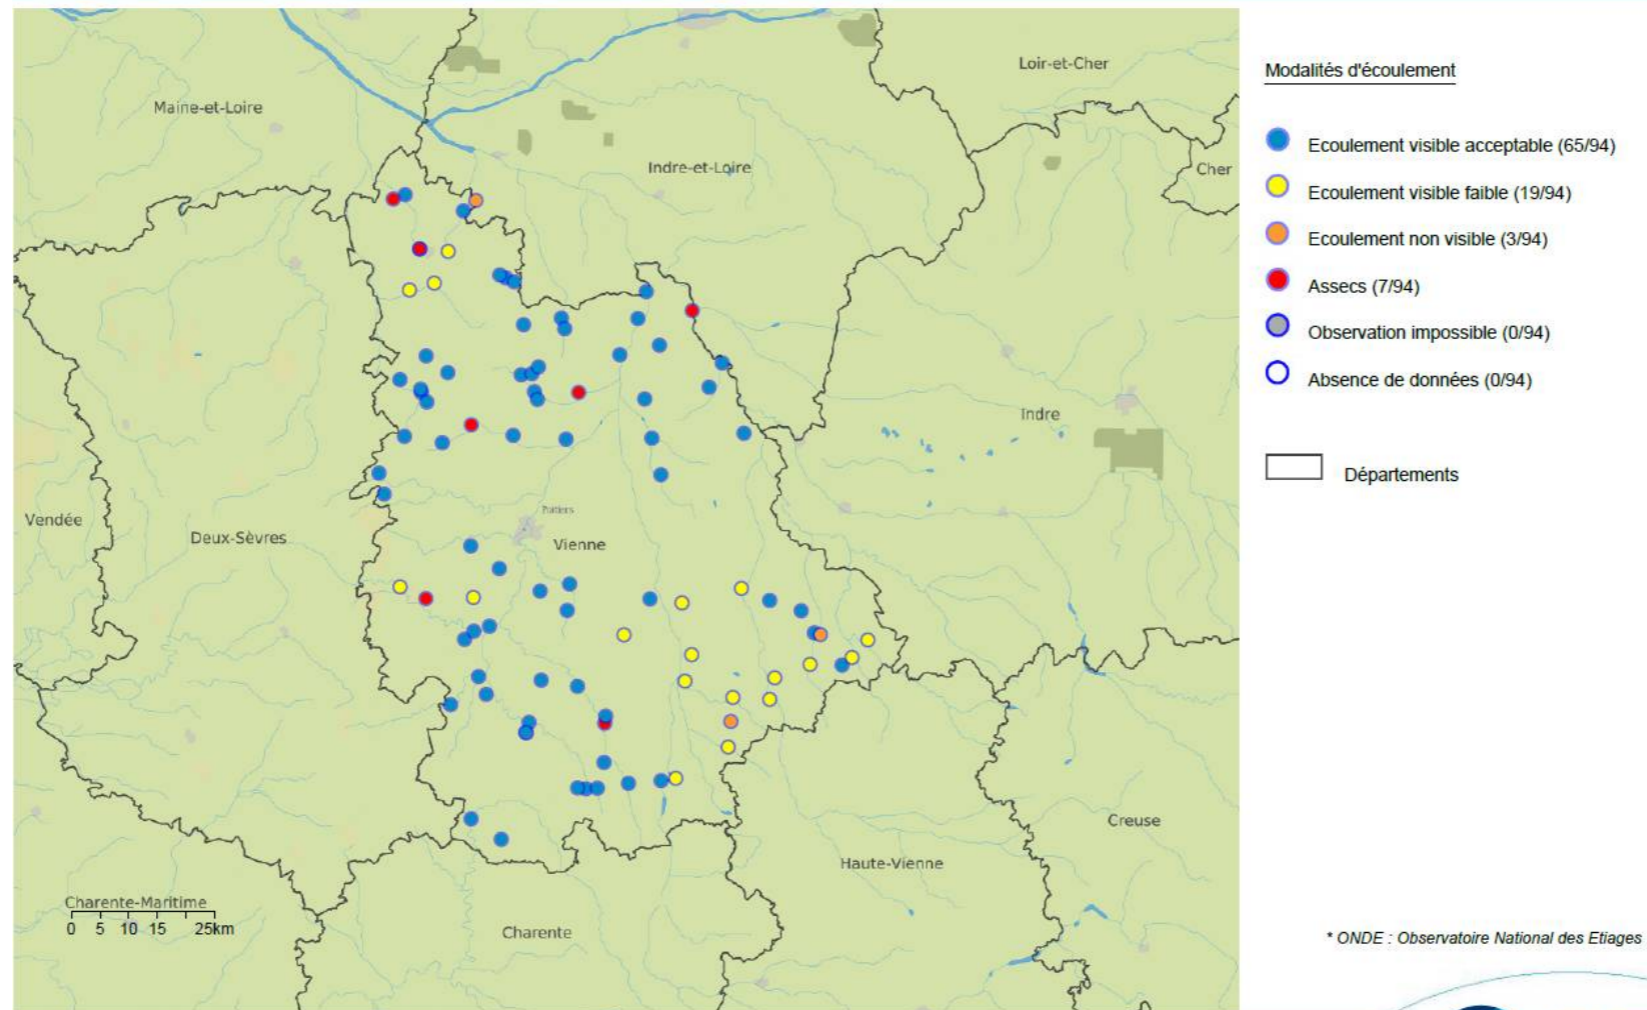 Maine-et-Loire
Loir-et-Cher
Indre-et-Loire
Cher
Indre
Vendée
Deux-Sèvres
Poitiers
Vienne
Creuse
Haute-Vienne
Charente-Maritime
0 5 10 15 25km
Charente
Modalités d'écoulement
Ecoulement visible acceptable (65/94)
Ecoulement visible faible (19/94)
Ecoulement non visible (3/94)
Assecs (7/94)
Observation impossible (0/94)
Absence de données (0/94)
Départements
* ONDE : Observatoire National des Etiages